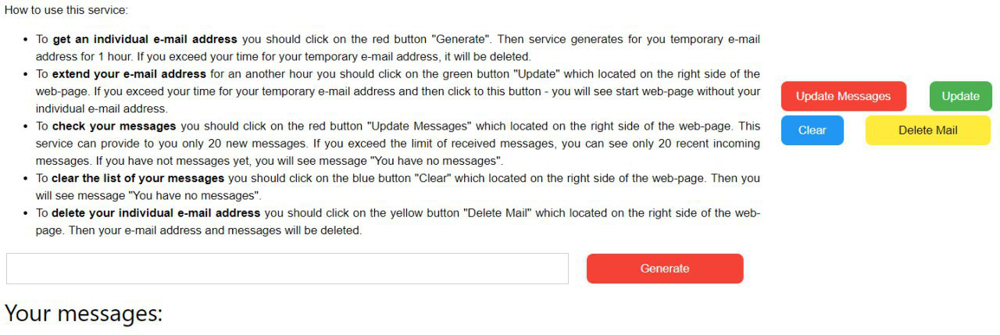 How to use this service:
• To get an individual e-mail address you should click on the red button "Generate". Then service generates for you temporary e-mail
address for 1 hour. If you exceed your time for your temporary e-mail address, it will be deleted.
• To extend your e-mail address for an another hour you should click on the green button "Update" which located on the right side of the
web-page. If you exceed your time for your temporary e-mail address and then click to this button - you will see start web-page without your
individual e-mail address.
• To check your messages you should click on the red button "Update Messages" which located on the right side of the web-page. This
service can provide to you only 20 new messages. If you exceed the limit of received messages, you can see only 20 recent incoming
messages. If you have not messages yet, you will see message "You have no messages".
• To clear the list of your messages you should click on the blue button "Clear" which located on the right side of the web-page. Then you
will see message "You have no messages".
• To delete your individual e-mail address you should click on the yellow button "Delete Mail" which located on the right side of the web-
page. Then your e-mail address and messages will be deleted.
Update Messages
Update
Clear
Delete Mail
Generate
Your messages: